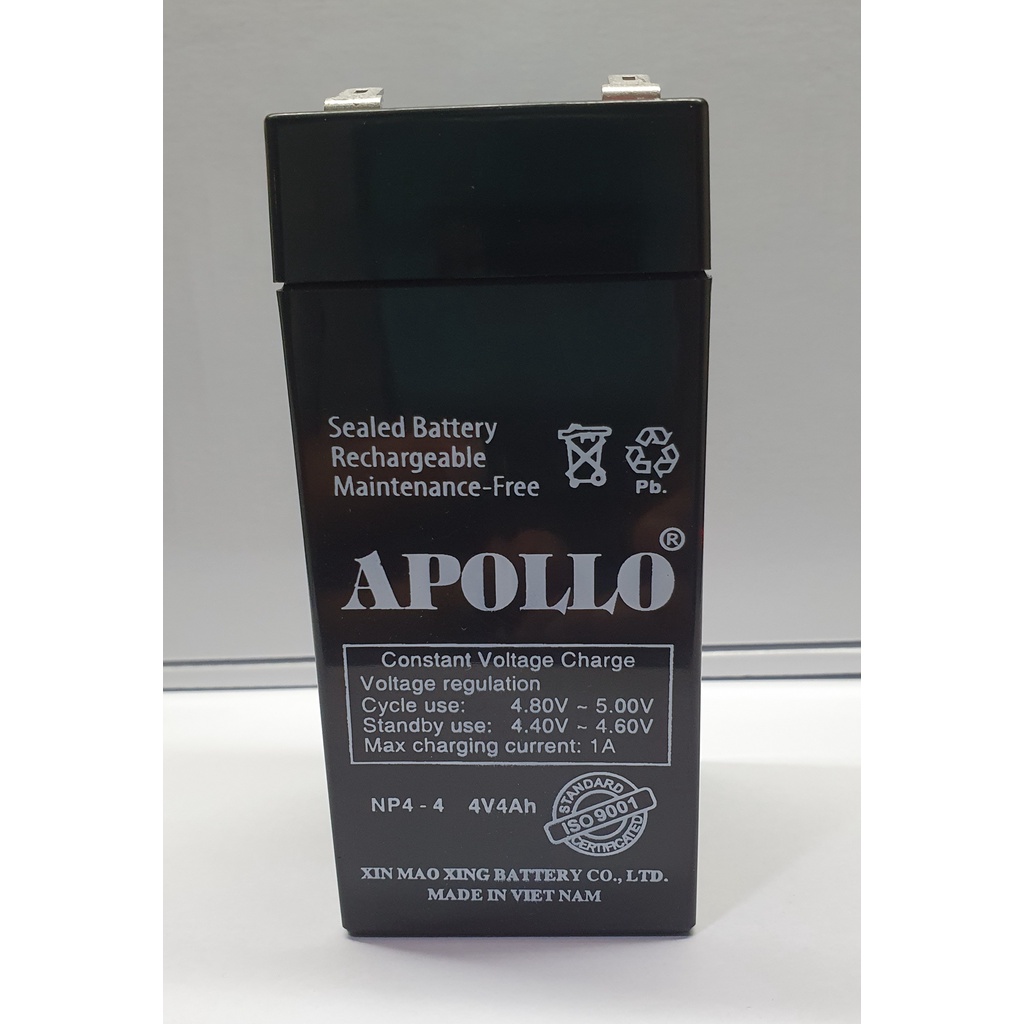 Sealed Battery
Rechargeable
Maintenance-Free
Pb.
APOLLO®
Constant Voltage Charge
Voltage regulation
Cycle use: 4.80V ~ 5.00V
Standby use: 4.40V ~ 4.60V
Max charging current: 1A
NP4 - 4 4V4Ah
STANDARD
ISO 9001
CERTIFICATED
XIN MAO XING BATTERY CO., LTD.
MADE IN VIET NAM